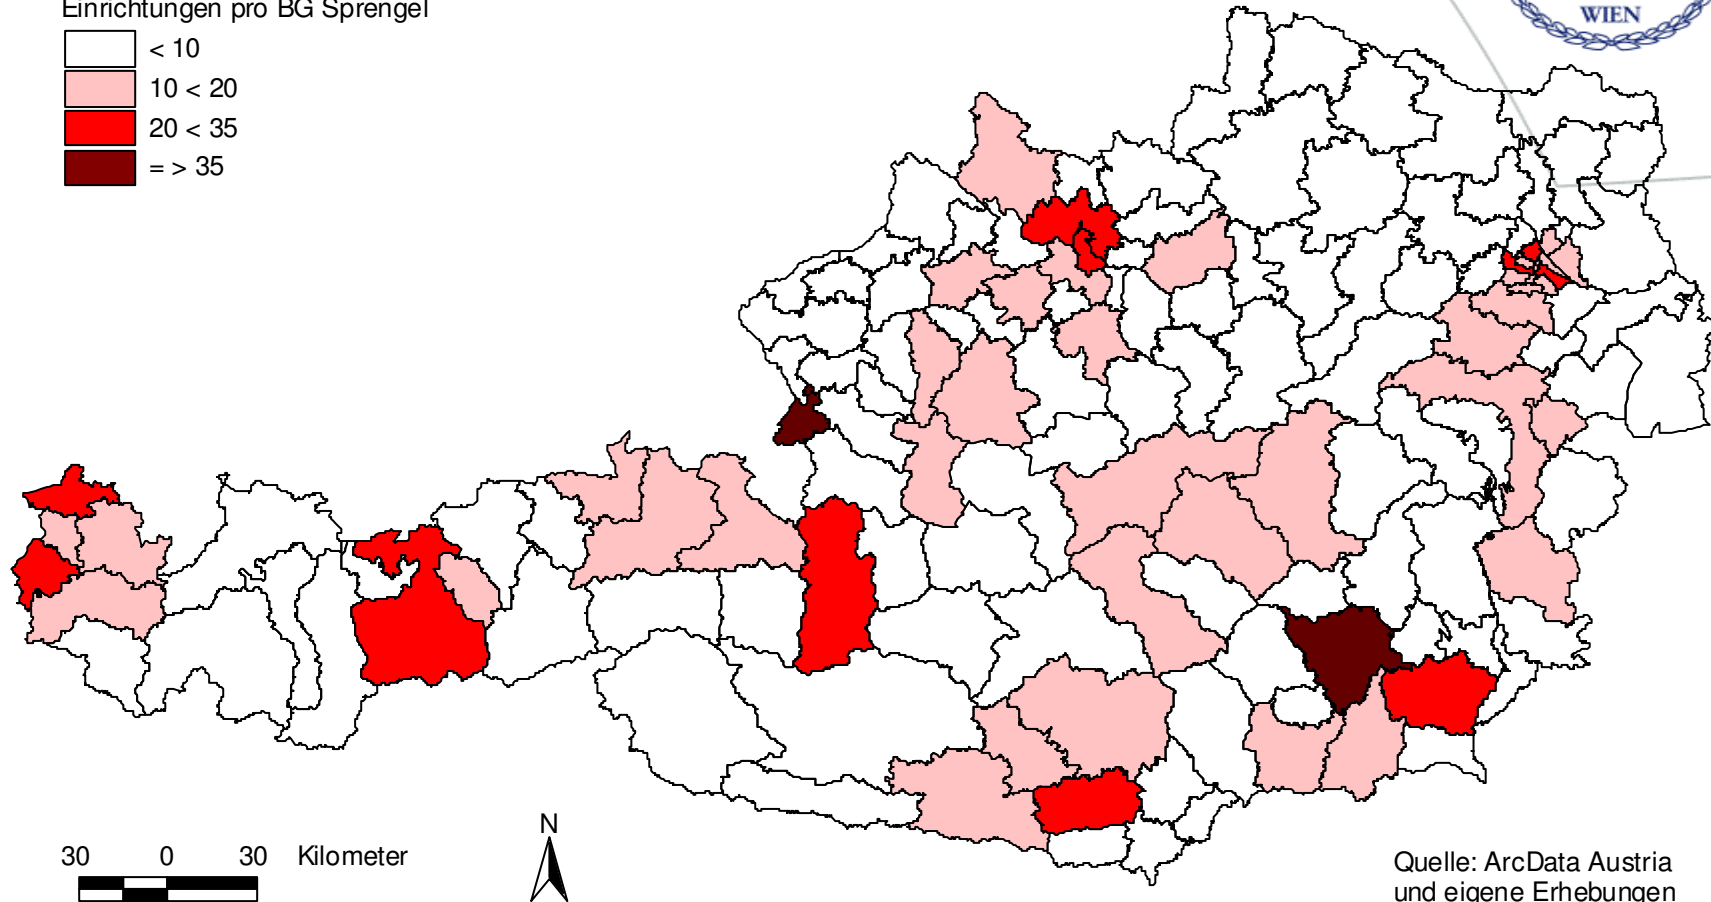 Einrichtungen pro BG Sprengel
< 10
10 < 20
20 < 35
= > 35
WIEN
N
30 0 30 Kilometer
Quelle: ArcData Austria
und eigene Erhebungen